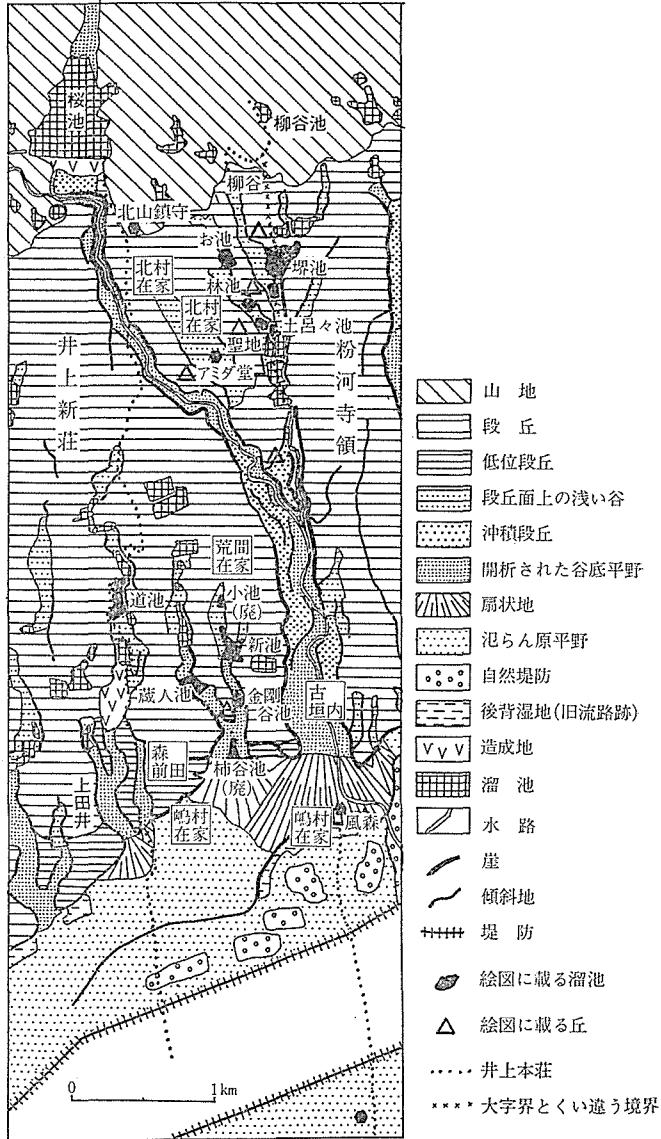 桜池
柳谷池
柳谷
北山鎮守
お池
堺池
北村
在家
林池
北村
在家
土呂々池
聖地
アミダ堂
井上新荘
粉河寺領
荒間
在家
小池
(廃)
道池
新池
蔵人池
金剛
谷池
古垣内
森
前田
柿谷池
(廃)
上田井
嶋村
在家
嶋村
在家
風森
0
1km
山地
段丘
低位段丘
段丘面上の浅い谷
沖積段丘
開析された谷底平野
扇状地
氾らん原平野
自然堤防
後背湿地(旧流路跡)
造成地
溜池
水路
崖
傾斜地
堤防
絵図に載る溜池
絵図に載る丘
井上本荘
大字界とくい違う境界